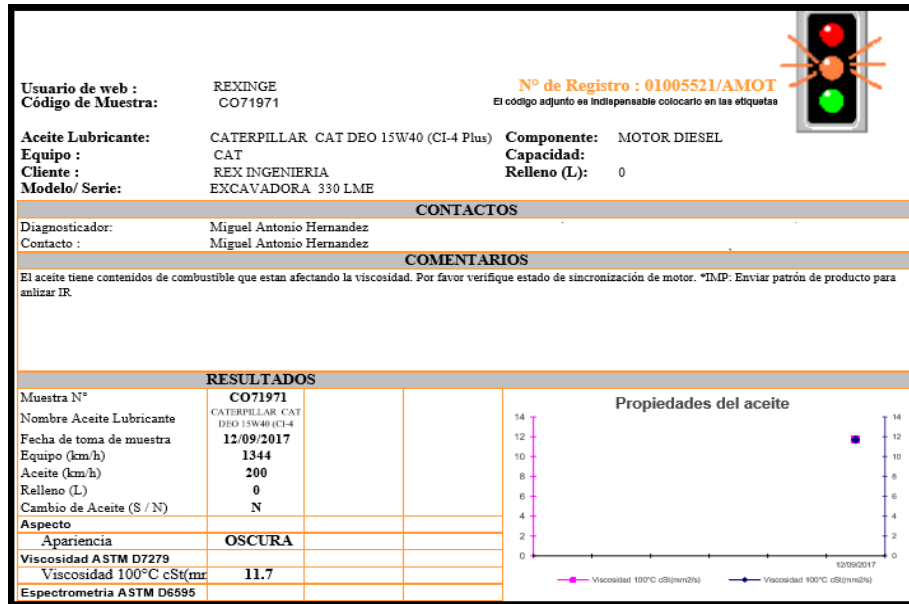 Usuario de web : REXINGE Nº de Registro : 01005521/AMOT
Código de Muestra: CO71971 El código adjunto es indispensable colocarlo en las etiquetas
Aceite Lubricante: CATERPILLAR CAT DEO 15W40 (CI-4 Plus) Componente: MOTOR DIESEL
Equipo : CAT Capacidad:
Cliente : REX INGENIERIA Relleno (L): 0
Modelo/ Serie: EXCAVADORA 330 LME
CONTACTOS
Diagnosticador: Miguel Antonio Hernandez
Contacto : Miguel Antonio Hernandez
COMENTARIOS
El aceite tiene contenidos de combustible que estan afectando la viscosidad. Por favor verifique estado de sincronización de motor. *IMP: Enviar patrón de producto para
anlizar IR
RESULTADOS
Muestra Nº CO71971
Nombre Aceite Lubricante CATERPILLAR CAT
DEO 15W40 (CI-4
Fecha de toma de muestra 12/09/2017
Equipo (km/h) 1344
Aceite (km/h) 200
Relleno (L) 0
Cambio de Aceite (S / N) N
Aspecto
Apariencia OSCURA
Viscosidad ASTM D7279
Viscosidad 100°C cSt(mr 11.7
Espectrometria ASTM D6595
Propiedades del aceite
14 14
12 12
10 10
8 8
6 6
4 4
2 2
0 0
12/09/2017
Viscosidad 100°C cSt(mm2/s) Viscosidad 100°C cSt(mm2/s)